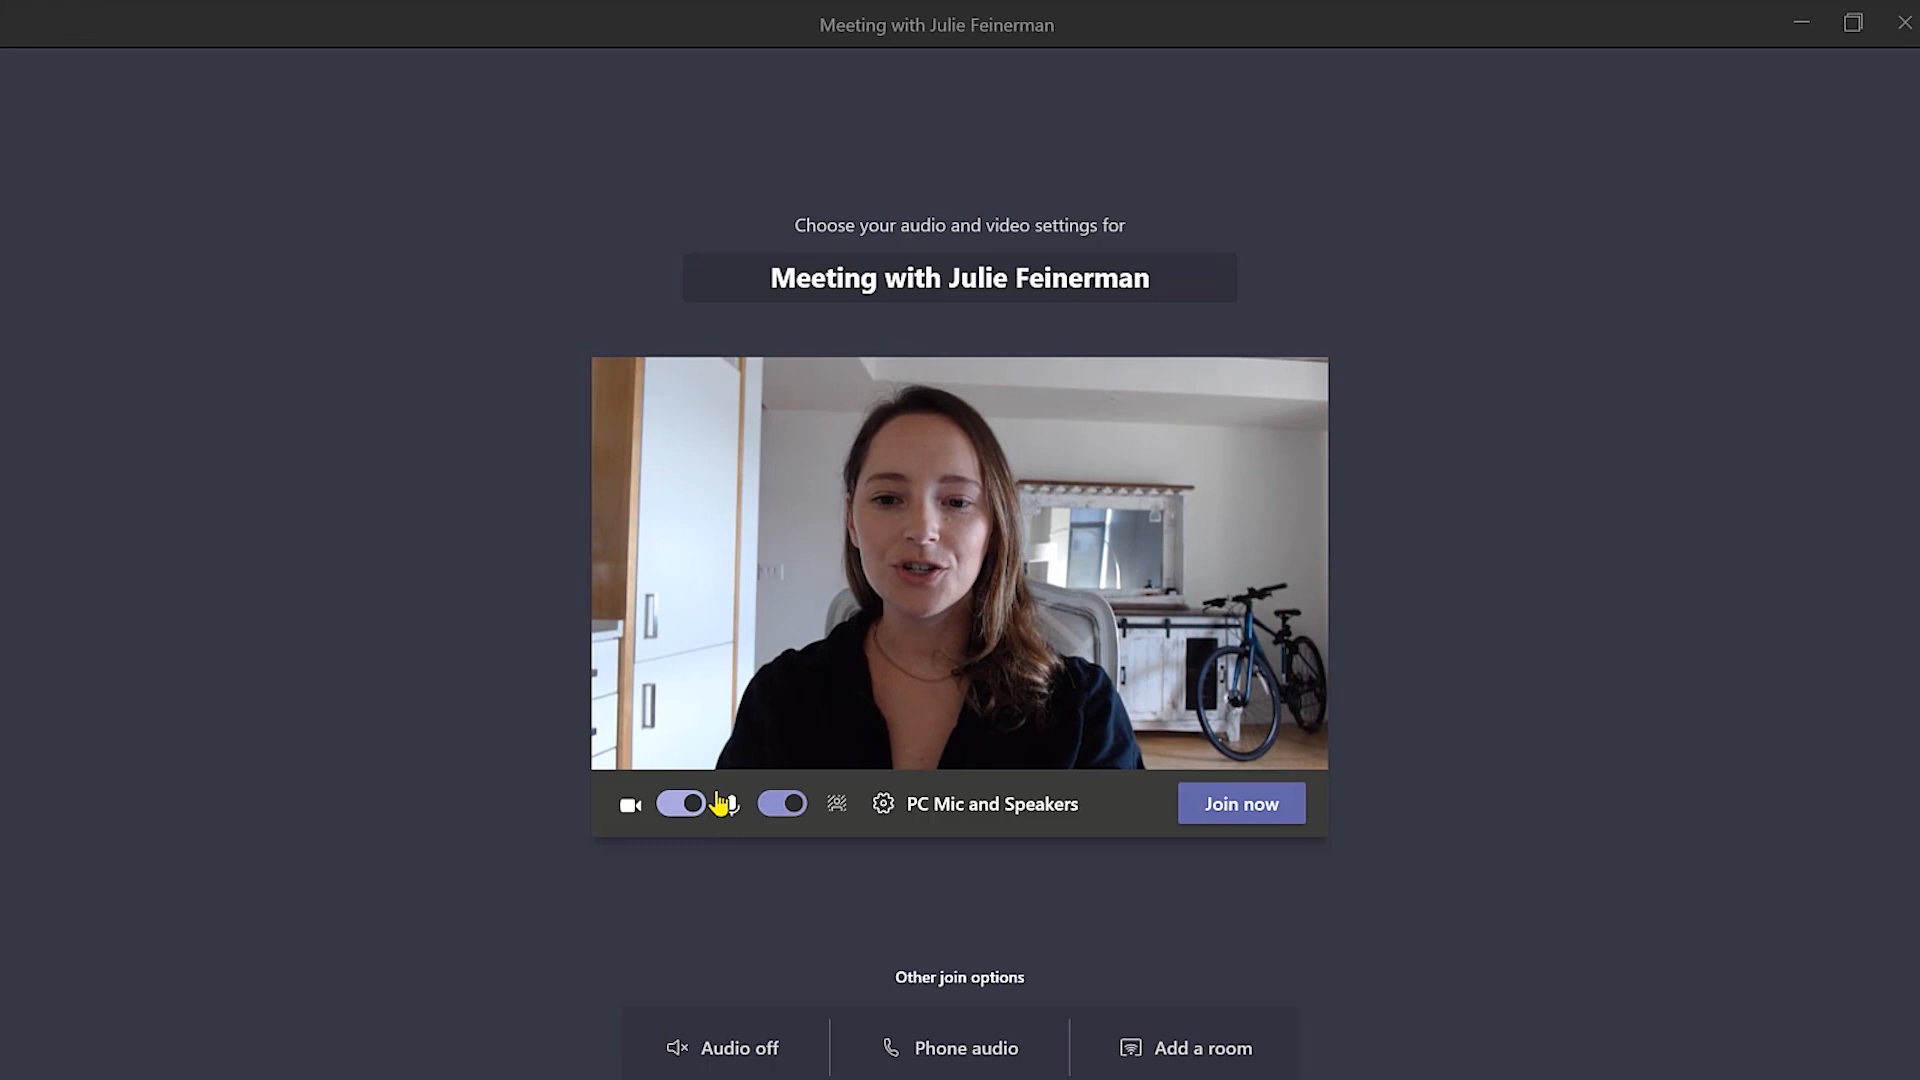 Meeting with Julie Feinerman
Choose your audio and video settings for
Meeting with Julie Feinerman
PC Mic and Speakers
Join now
Other join options
Audio off
Phone audio
Add a room